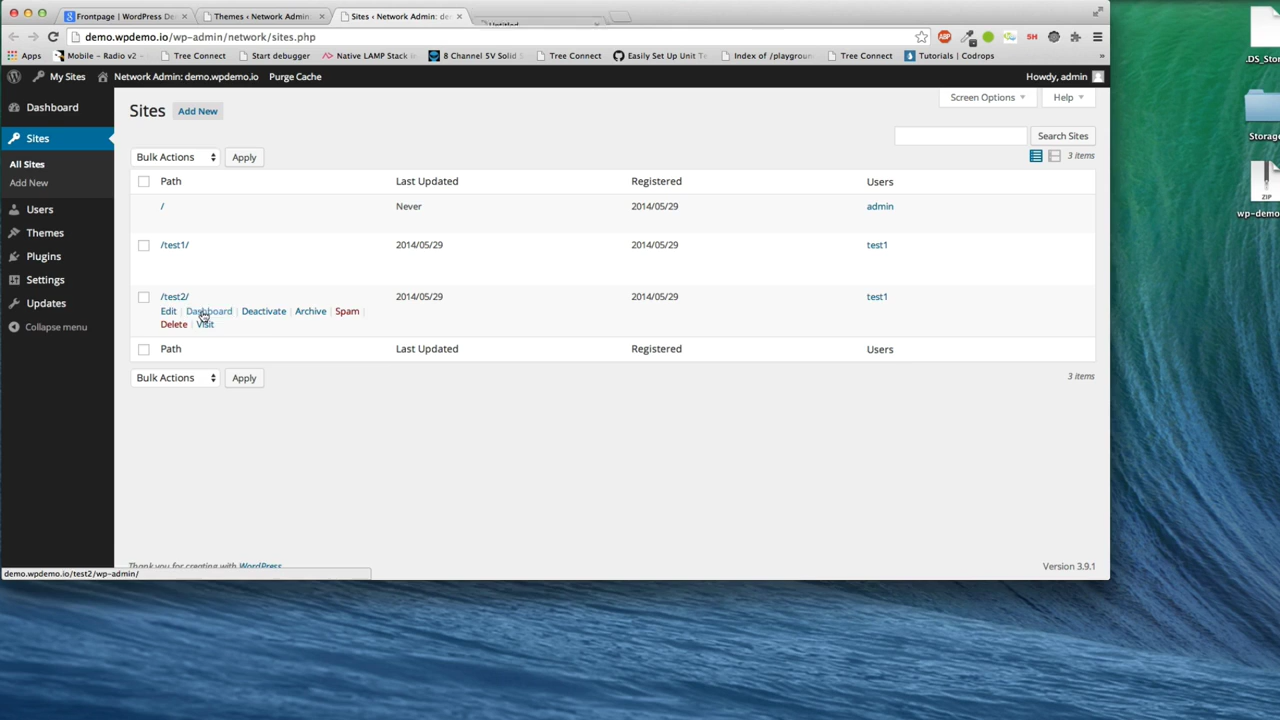 Frontpage | WordPress De
Themes ‹ Network Admin:
Sites ‹ Network Admin: de
Untitled
demo.wpdemo.io/wp-admin/network/sites.php
Apps
Mobile – Radio v2 –
Tree Connect
Start debugger
Native LAMP Stack i
8 Channel 5V Solid S
Tree Connect
Easily Set Up Unit T
Index of /playgroun
Tree Connect
Tutorials | Codrops
My Sites
Network Admin: demo.wpdemo.io
Purge Cache
Howdy, admin
Dashboard
Sites
All Sites
Add New
Users
Themes
Plugins
Settings
Updates
Collapse menu
Sites Add New
Screen Options
Help
Search Sites
Bulk Actions
Apply
3 items
Path Last Updated Registered Users
/ Never 2014/05/29 admin
/test1/ 2014/05/29 2014/05/29 test1
/test2/ 2014/05/29 2014/05/29 test1
Edit | Dashboard | Deactivate | Archive | Spam |
Delete | Visit
Path Last Updated Registered Users
Bulk Actions
Apply
3 items
Thank you for creating with WordPress
Version 3.9.1
demo.wpdemo.io/test2/wp-admin/
.DS_Stor
Storage
ZIP
wp-demo